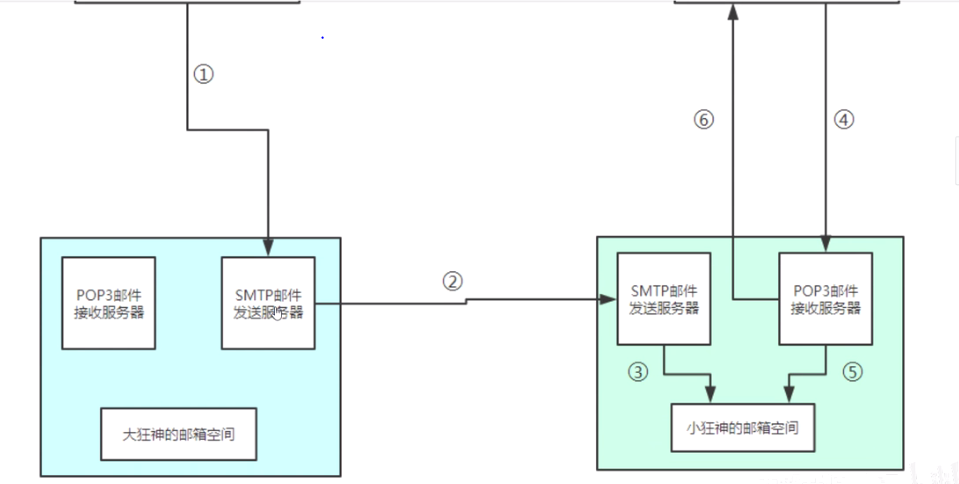 ①
⑥
④
②
POP3邮件
接收服务器
SMTP邮件
发送服务器
SMTP邮件
发送服务器
POP3邮件
接收服务器
③
⑤
大狂神的邮箱空间
小狂神的邮箱空间